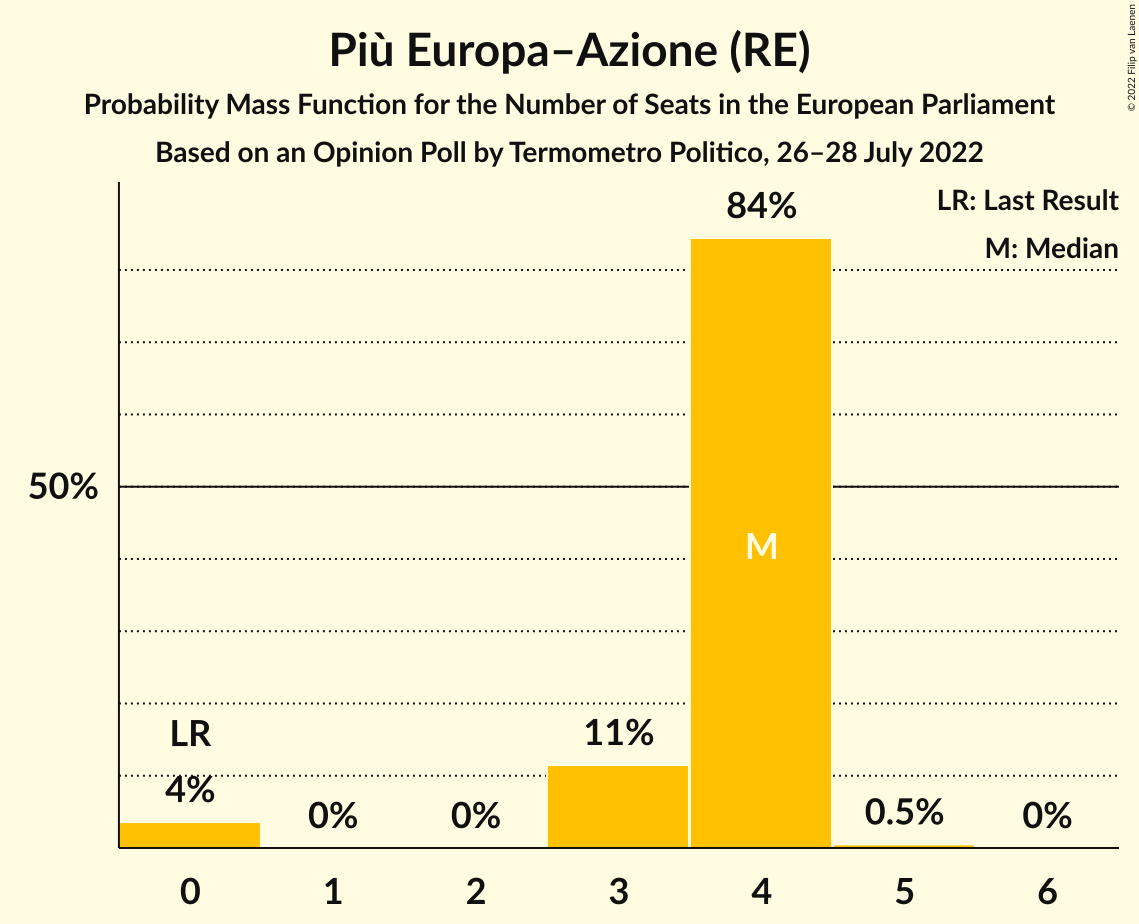 Più Europa–Azione (RE)
Probability Mass Function for the Number of Seats in the European Parliament
Based on an Opinion Poll by Termometro Politico, 26–28 July 2022
© 2022 Filip van Laenen
LR: Last Result
M: Median
84%
50%
M
LR
4%
0%
0%
11%
0.5%
0%
0 1 2 3 4 5 6